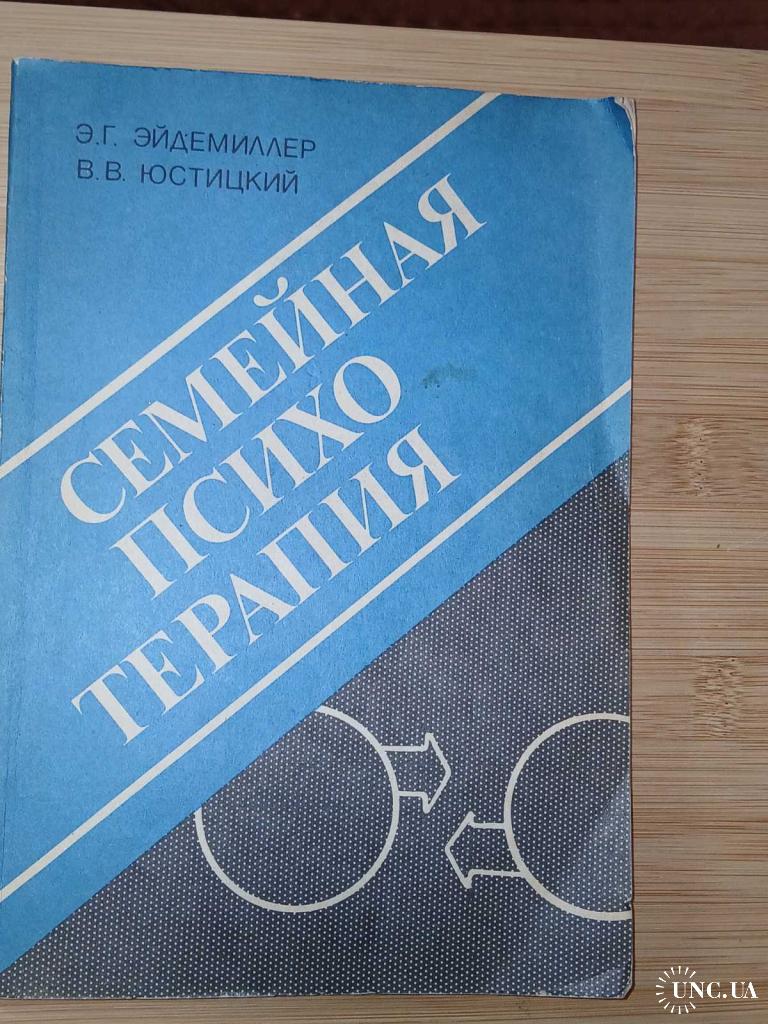 Э.Г. ЭЙДЕМИЛЛЕР
В.В. ЮСТИЦКИЙ
СЕМЕЙНАЯ
ПСИХО
ТЕРАПИЯ
UNC.UA